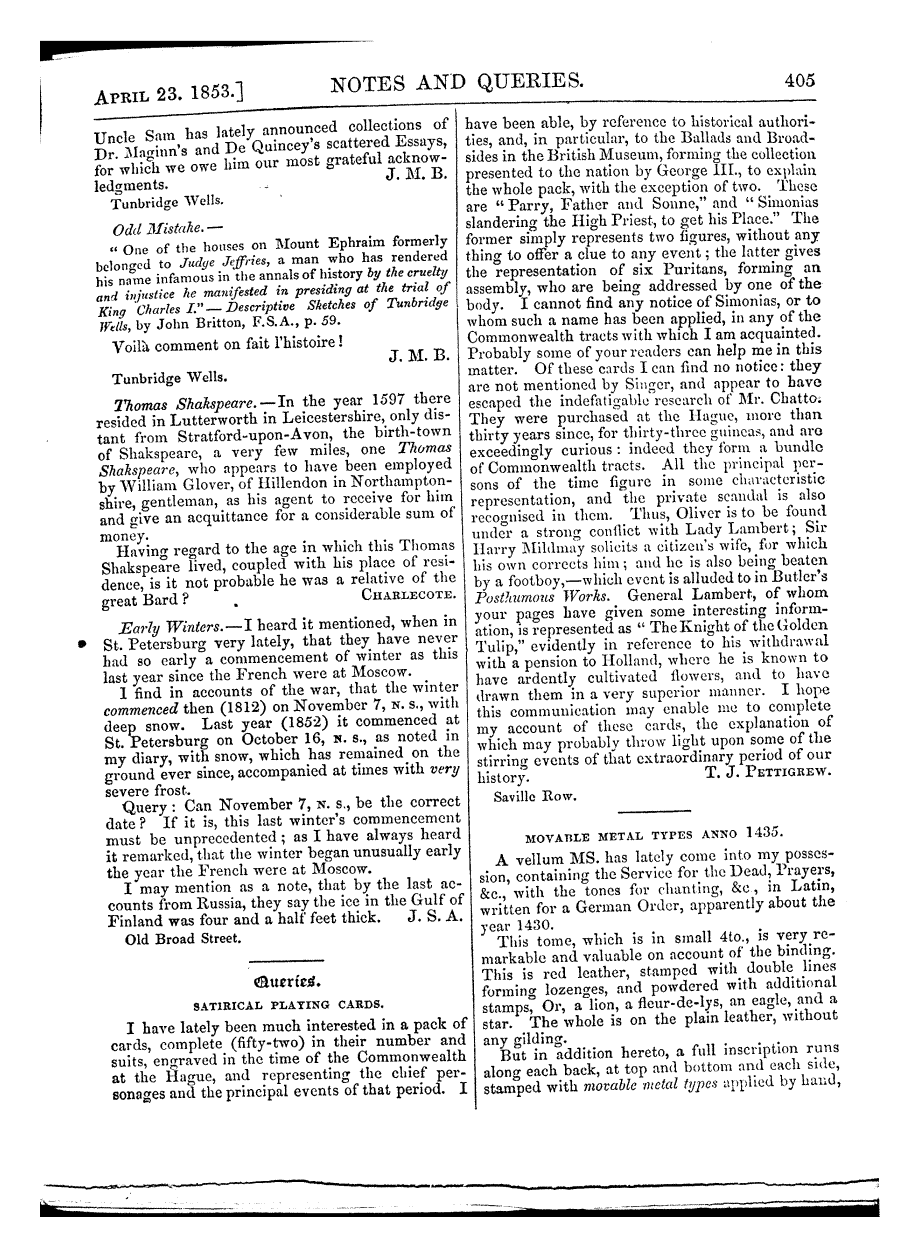 APRIL 23. 1853.]
NOTES AND QUERIES.
405
Uncle Sam has lately announced collections of
Dr. Maginn's and De Quincey's scattered Essays,
for which we owe him our most grateful acknow-
ledgments.
J. M. B.
Tunbridge Wells.
Odd Mistake.—
"One of the houses on Mount Ephraim formerly
belonged to Judge Jeffries, a man who has rendered
his name infamous in the annals of history by the cruelty
and injustice he manifested in presiding at the trial of
King Charles I."—Descriptive Sketches of Tunbridge
Wells, by John Britton, F.S.A., p. 59.
Voilà comment on fait l'histoire!
J. M. B.
Tunbridge Wells.
Thomas Shakspeare.—In the year 1597 there
resided in Lutterworth in Leicestershire, only dis-
tant from Stratford-upon-Avon, the birth-town
of Shakspeare, a very few miles, one Thomas
Shakspeare, who appears to have been employed
by William Glover, of Hillendon in Northampton-
shire, gentleman, as his agent to receive for him
and give an acquittance for a considerable sum of
money.
Having regard to the age in which this Thomas
Shakspeare lived, coupled with his place of resi-
dence, is it not probable he was a relative of the
great Bard?
CHARLECOTE.
Early Winters.—I heard it mentioned, when in
St. Petersburg very lately, that they have never
had so early a commencement of winter as this
last year since the French were at Moscow.
I find in accounts of the war, that the winter
commenced then (1812) on November 7, N. S., with
deep snow. Last year (1852) it commenced at
St. Petersburg on October 16, N. S., as noted in
my diary, with snow, which has remained on the
ground ever since, accompanied at times with very
severe frost.
Query: Can November 7, N. S., be the correct
date? If it is, this last winter's commencement
must be unprecedented; as I have always heard
it remarked, that the winter began unusually early
the year the French were at Moscow.
I may mention as a note, that by the last ac-
counts from Russia, they say the ice in the Gulf of
Finland was four and a half feet thick. J. S. A.
Old Broad Street.
Queries.
SATIRICAL PLAYING CARDS.
I have lately been much interested in a pack of
cards, complete (fifty-two) in their number and
suits, engraved in the time of the Commonwealth
at the Hague, and representing the chief per-
sonages and the principal events of that period. I
have been able, by reference to historical authori-
ties, and, in particular, to the Ballads and Broad-
sides in the British Museum, forming the collection
presented to the nation by George III., to explain
the whole pack, with the exception of two. These
are "Parry, Father and Sonne," and "Simonias
slandering the High Priest, to get his Place." The
former simply represents two figures, without any
thing to offer a clue to any event; the latter gives
the representation of six Puritans, forming an
assembly, who are being addressed by one of the
body. I cannot find any notice of Simonias, or to
whom such a name has been applied, in any of the
Commonwealth tracts with which I am acquainted.
Probably some of your readers can help me in this
matter. Of these cards I can find no notice: they
are not mentioned by Singer, and appear to have
escaped the indefatigable research of Mr. Chatto.
They were purchased at the Hague, more than
thirty years since, for thirty-three guineas, and are
exceedingly curious: indeed they form a bundle
of Commonwealth tracts. All the principal per-
sons of the time figure in some characteristic
representation, and the private scandal is also
recognised in them. Thus, Oliver is to be found
under a strong conflict with Lady Lambert; Sir
Harry Mildmay solicits a citizen's wife, for which
his own corrects him; and he is also being beaten
by a footboy,—which event is alluded to in Butler's
Posthumous Works. General Lambert, of whom
your pages have given some interesting inform-
ation, is represented as "The Knight of the Golden
Tulip," evidently in reference to his withdrawal
with a pension to Holland, where he is known to
have ardently cultivated flowers, and to have
drawn them in a very superior manner. I hope
this communication may enable me to complete
my account of these cards, the explanation of
which may probably throw light upon some of the
stirring events of that extraordinary period of our
history.
T. J. PETTIGREW.
Saville Row.
MOVABLE METAL TYPES ANNO 1435.
A vellum MS. has lately come into my posses-
sion, containing the Service for the Dead, Prayers,
&c., with the tones for chanting, &c, in Latin,
written for a German Order, apparently about the
year 1430.
This tome, which is in small 4to., is very re-
markable and valuable on account of the binding.
This is red leather, stamped with double lines
forming lozenges, and powdered with additional
stamps, Or, a lion, a fleur-de-lys, an eagle, and a
star. The whole is on the plain leather, without
any gilding.
But in addition hereto, a full inscription runs
along each back, at top and bottom and each side,
stamped with movable metal types applied by hand,